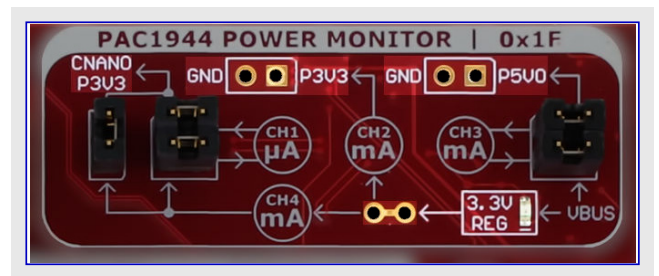 PAC1944 POWER MONITOR | 0x1F
CNANO
P3V3
GND
P3V3
GND
P5V0
CH1
µA
CH2
mA
CH3
mA
CH4
mA
3.3V
REG
VBUS